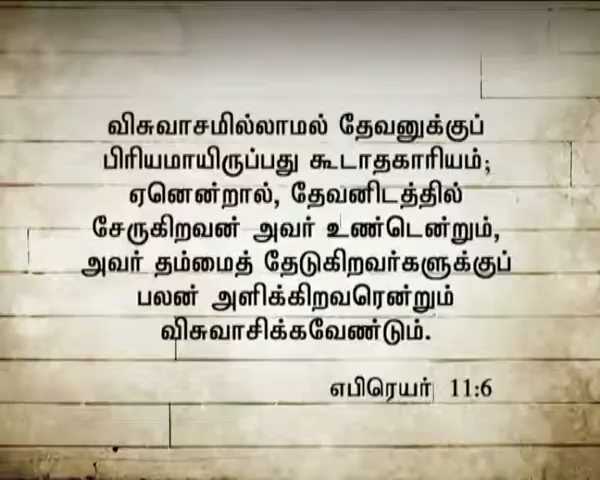 விசுவாசமில்லாமல் தேவனுக்குப்
பிரியமாயிருப்பது கூடாதகாரியம்;
ஏனென்றால், தேவனிடத்தில்
சேருகிறவன் அவர் உண்டென்றும்,
அவர் தம்மைத் தேடுகிறவர்களுக்குப்
பலன் அளிக்கிறவரென்றும்
விசுவாசிக்கவேண்டும்.
எபிரெயர் 11:6